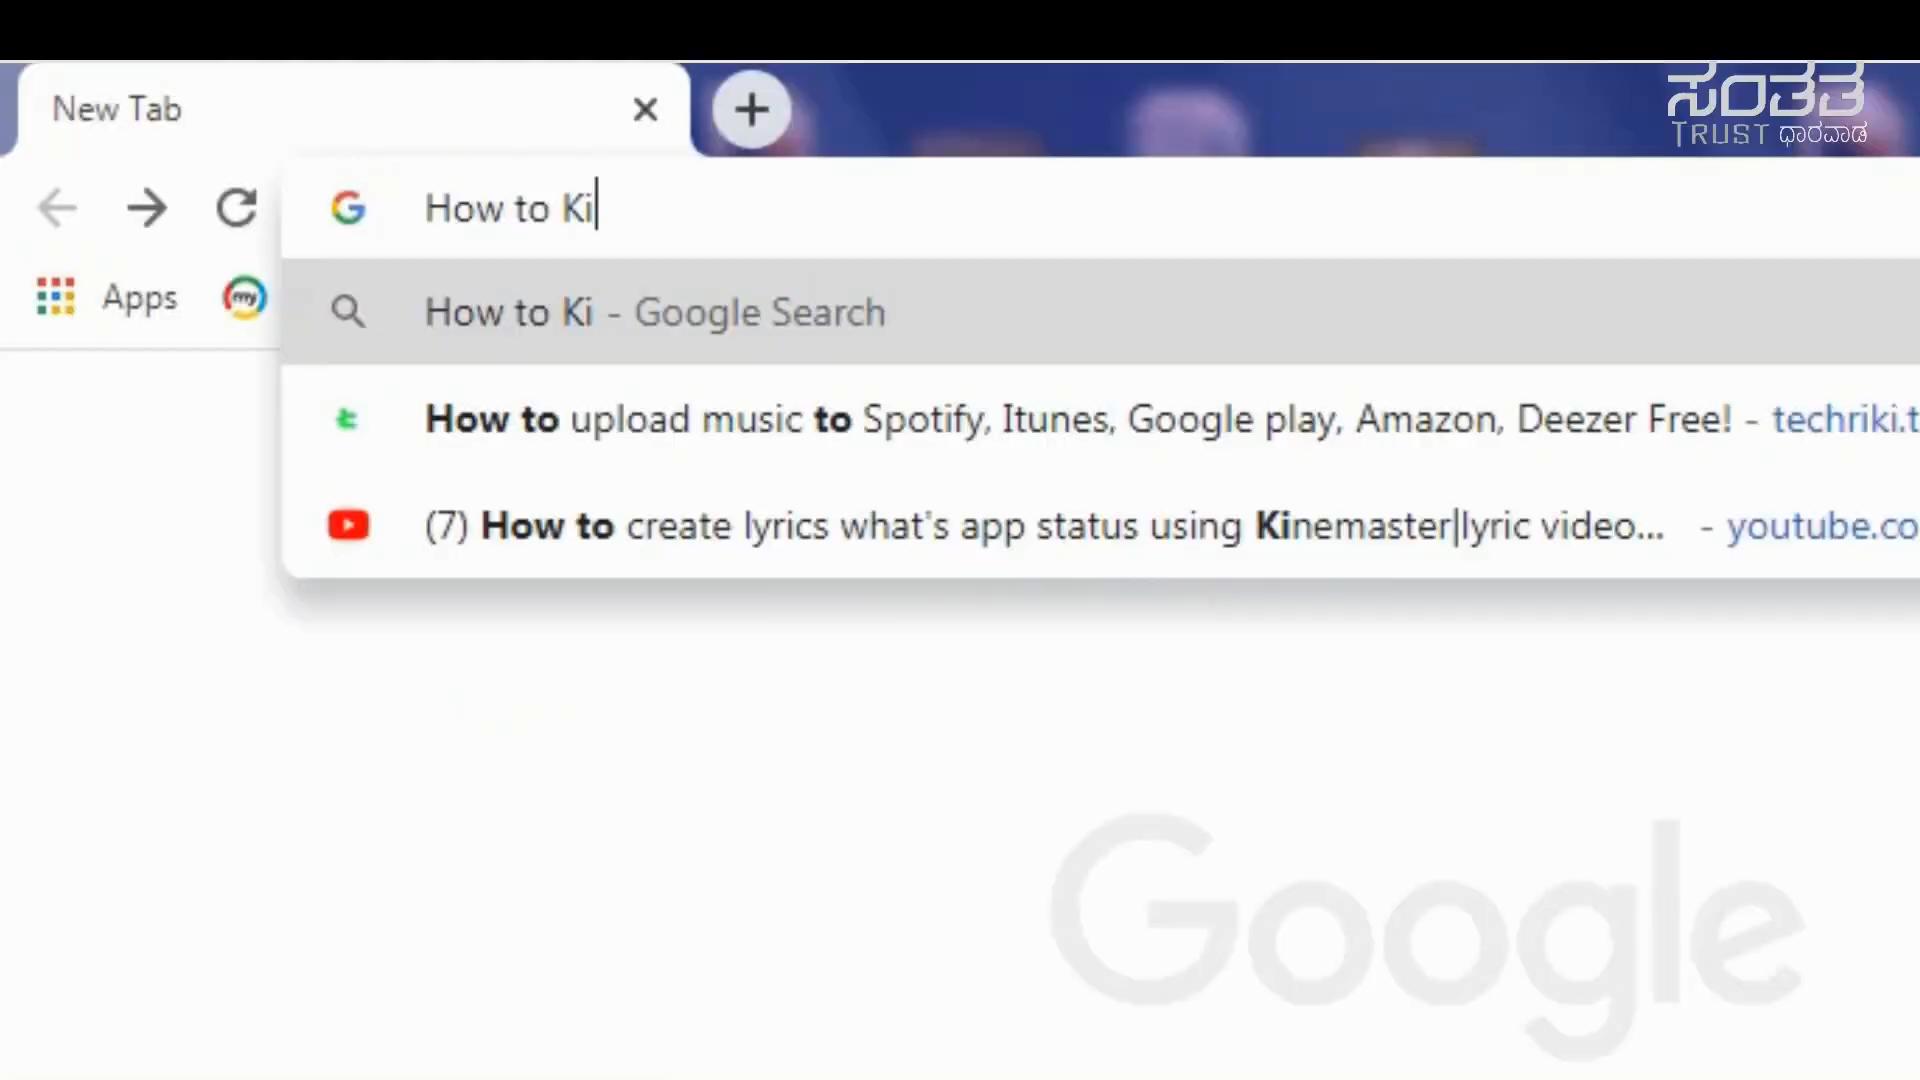 ಸಂತತಿ
TRUST ಧಾರವಾಡ
New Tab
How to Ki
Apps
my
How to Ki - Google Search
How to upload music to Spotify, Itunes, Google play, Amazon, Deezer Free! - techriki.t
(7) How to create lyrics what's app status using Kinemaster|lyric video... - youtube.co
Google